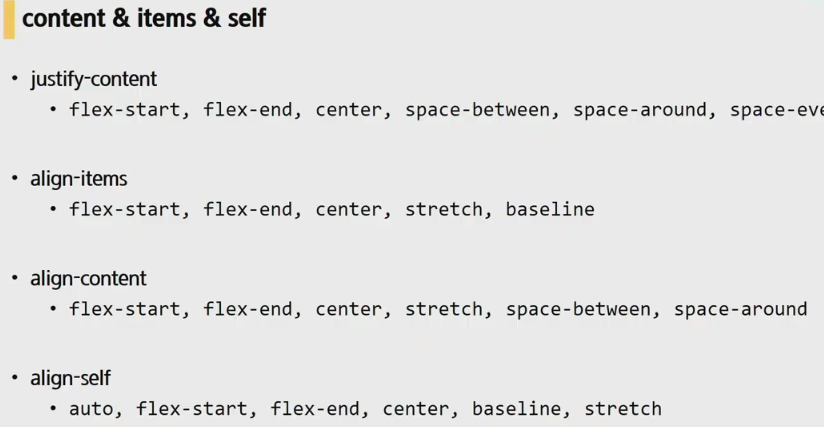 content & items & self
• justify-content
• flex-start, flex-end, center, space-between, space-around, space-eve
• align-items
• flex-start, flex-end, center, stretch, baseline
• align-content
• flex-start, flex-end, center, stretch, space-between, space-around
• align-self
• auto, flex-start, flex-end, center, baseline, stretch